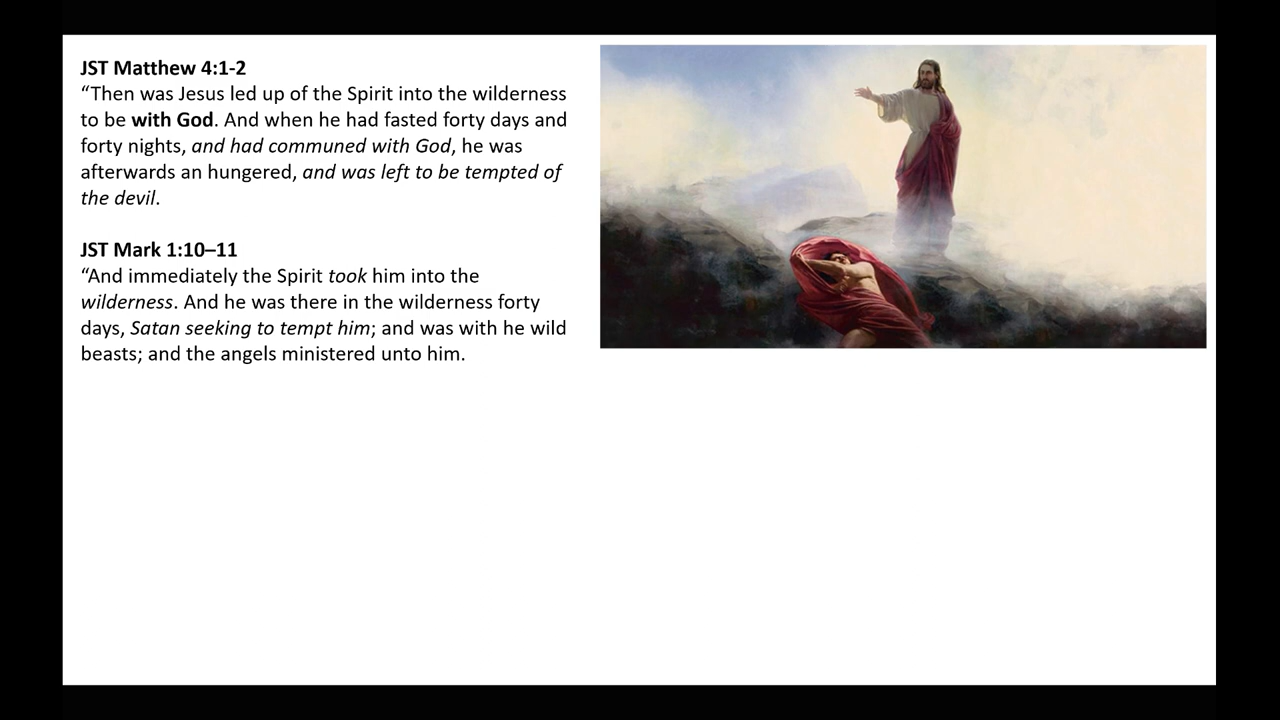 JST Matthew 4:1-2
“Then was Jesus led up of the Spirit into the wilderness
to be with God. And when he had fasted forty days and
forty nights, and had communed with God, he was
afterwards an hungered, and was left to be tempted of
the devil.
JST Mark 1:10–11
“And immediately the Spirit took him into the
wilderness. And he was there in the wilderness forty
days, Satan seeking to tempt him; and was with he wild
beasts; and the angels ministered unto him.